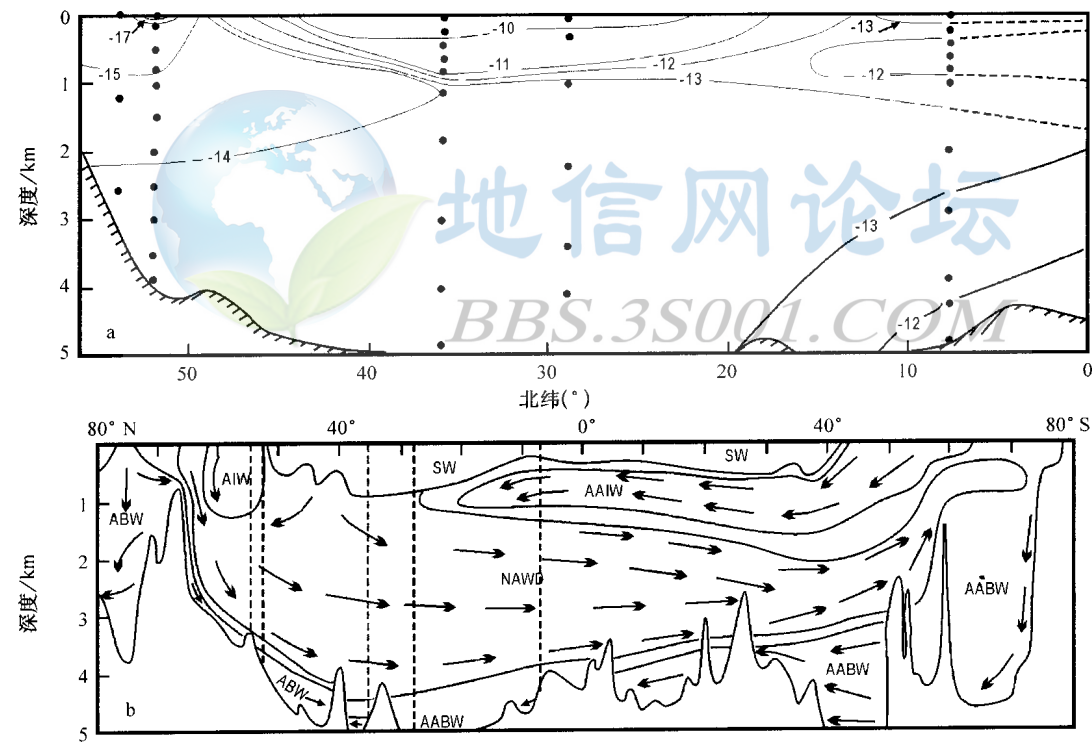 0
1
2
3
4
5
深度/km
-17
-15
-14
-10
-11
-12
-13
-13
-12
-13
-12
a
50
40
30
20
10
0
北纬(°)
地信网论坛
BBS.3S001.COM
80° N
40°
0°
40°
80° S
1
2
3
4
5
深度/km
ABW
AIW
SW
SW
AAIW
NAWD
AABW
ABW
AABW
AABW
b